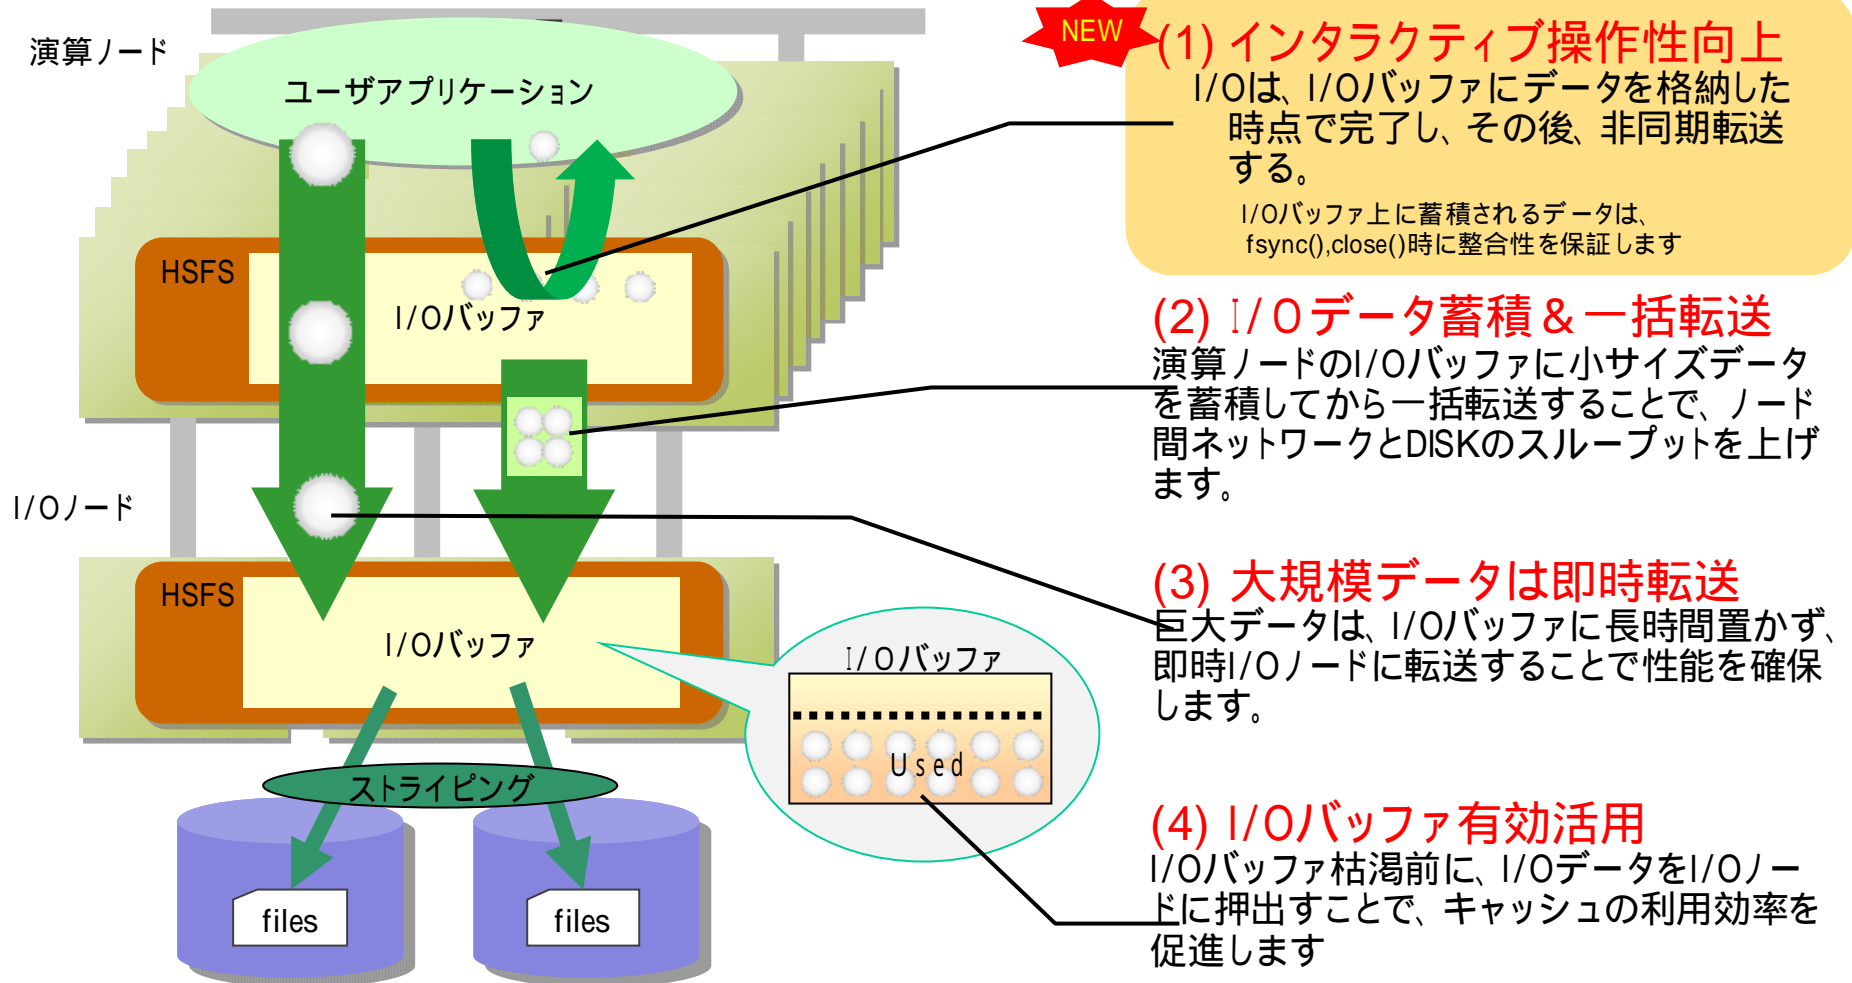 演算ノード
ユーザアプリケーション
HSFS
I/Oバッファ
I/Oノード
HSFS
I/Oバッファ
ストライピング
files
files
I/Oバッファ
Used
NEW
(1) インタラクティブ操作性向上
I/Oは、I/Oバッファにデータを格納した
時点で完了し、その後、非同期転送
する。
I/Oバッファ上に蓄積されるデータは、
fsync(),close()時に整合性を保証します
(2) I/Oデータ蓄積＆一括転送
演算ノードのI/Oバッファに小サイズデータ
を蓄積してから一括転送することで、ノード
間ネットワークとDISKのスループットを上げ
ます。
(3) 大規模データは即時転送
巨大データは、I/Oバッファに長時間置かず、
即時I/Oノードに転送することで性能を確保
します。
(4) I/Oバッファ有効活用
I/Oバッファ枯渇前に、I/OデータをI/Oノー
ドに押出すことで、キャッシュの利用効率を
促進します